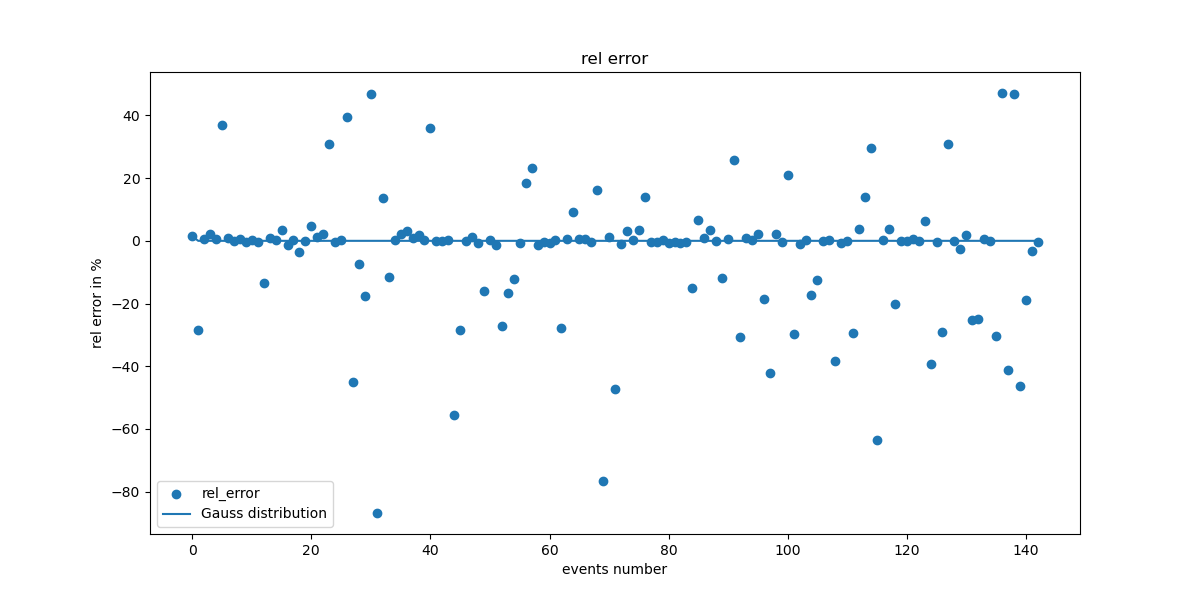 rel error
rel error in %
40
20
0
−20
−40
−60
−80
rel_error
Gauss distribution
0 20 40 60 80 100 120 140
events number